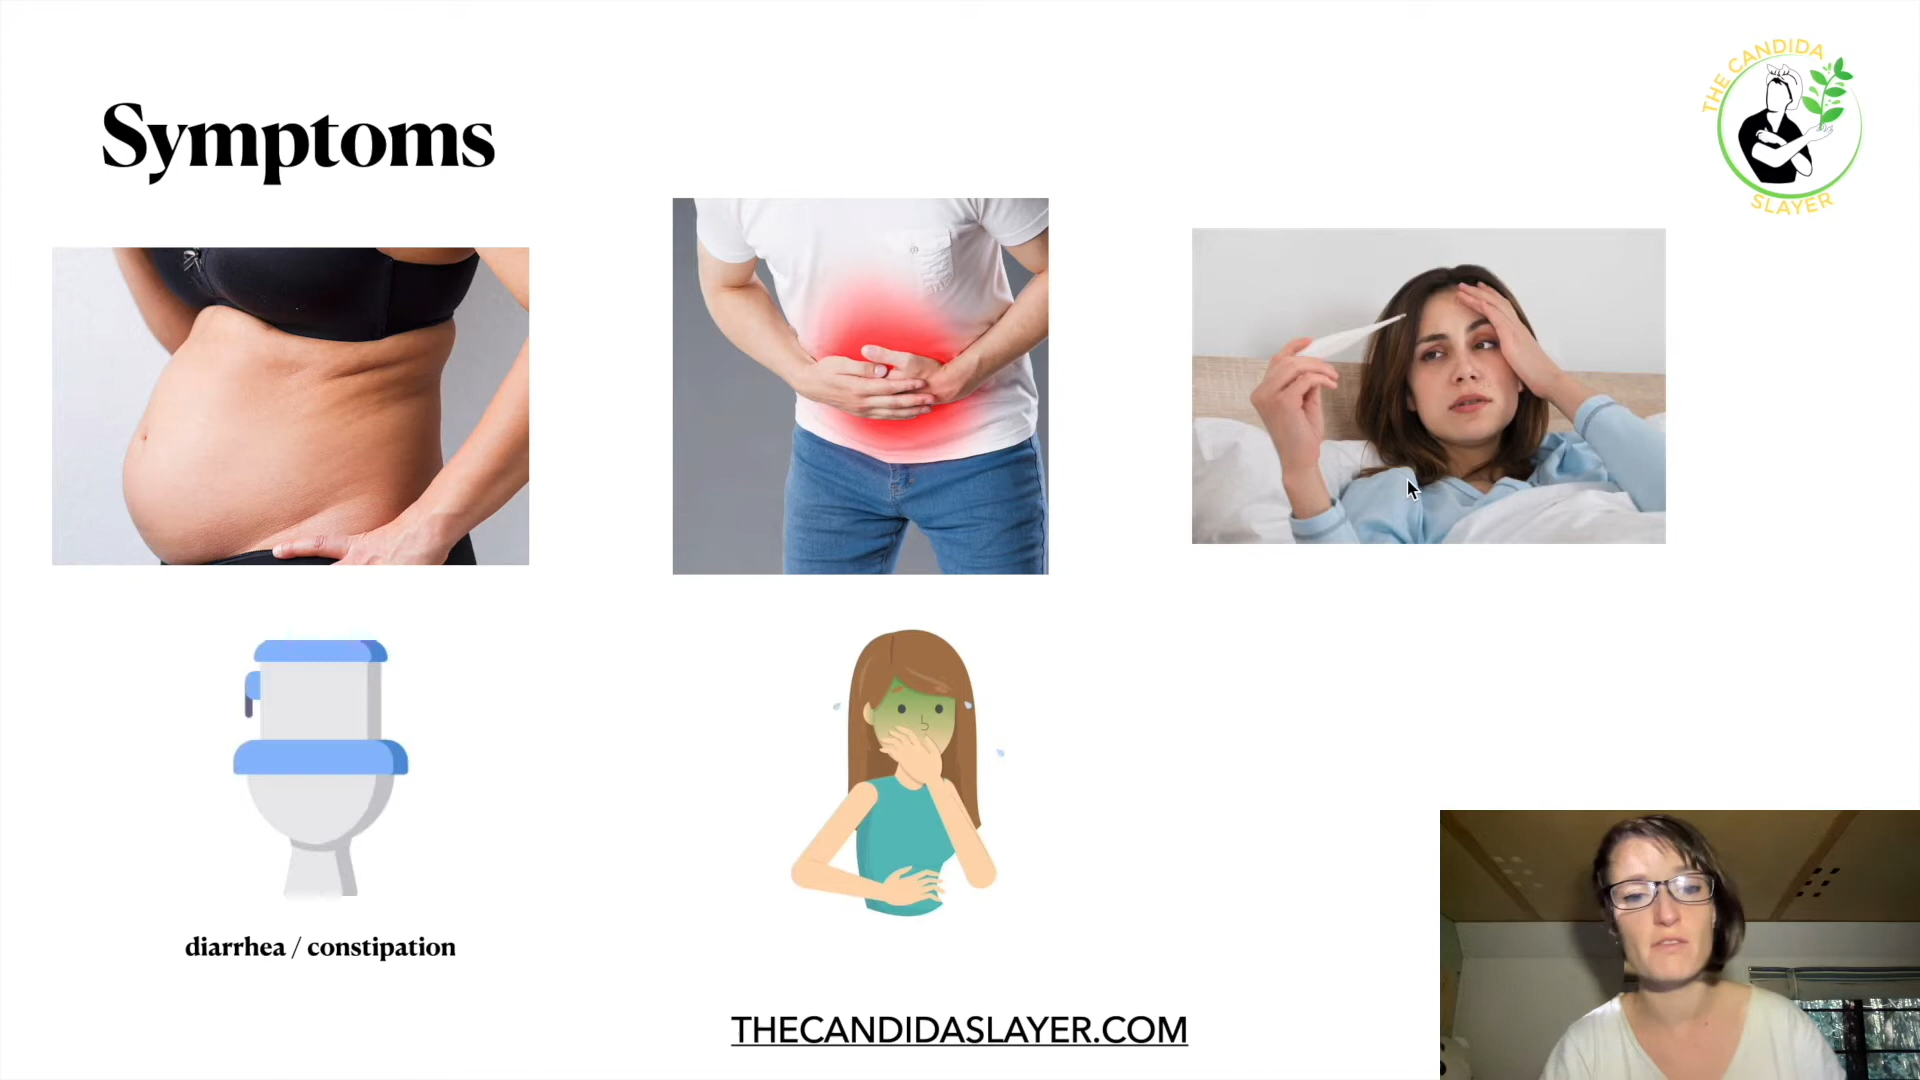 THE CANDIDA
SLAYER
Symptoms
diarrhea / constipation
THECANDIDASLAYER.COM